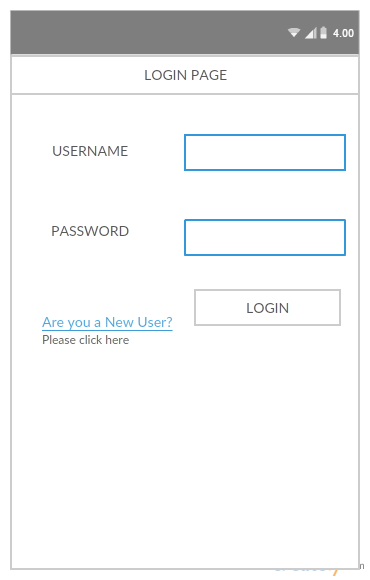 4.00
LOGIN PAGE
USERNAME
PASSWORD
LOGIN
Are you a New User?
Please click here